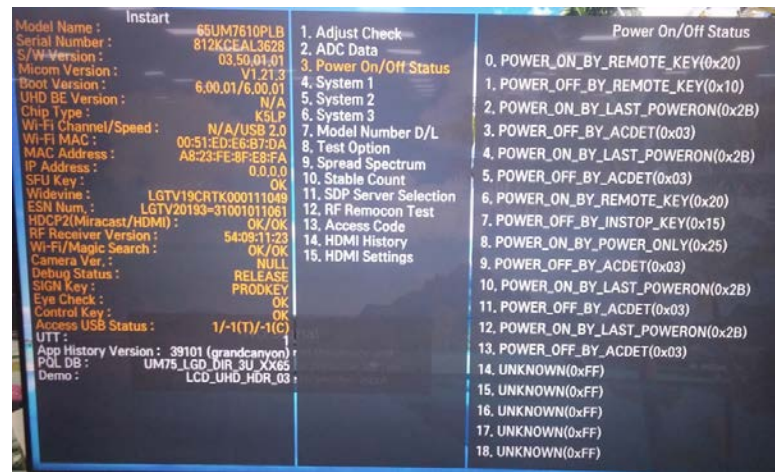 Instart
Model Name : 65UM7610PLB
Serial Number : 812KCEAL3628
S/W Version : 03,50,01,01
Micom Version : V1,21,3
Boot Version : 6,00,01/6,00,01
UHD BE Version : N/A
Chip Type : K5LP
Wi-Fi Channel/Speed : N/A/USB 2,0
Wi-Fi MAC : 00:51:ED:E6:B7:DA
MAC Address : A8:23:FE:8F:E8:FA
IP Address : 0,0,0,0
SFU Key : OK
Widevine : LGTV19CRTK000111049
ESN Num, : LGTV20193=31001011061
HDCP2(Miracast/HDMI) : OK/OK
RF Receiver Version : 54:09:11:23
Wi-Fi/Magic Search : OK/OK
Camera Ver, : NULL
Debug Status : RELEASE
SIGN Key : PRODKEY
Eye Check : OK
Control Key : OK
Access USB Status : 1/-1(T)/-1(C)
UTT : 1
App History Version : 39101 (grandcanyon)
PQL DB : UM75_LGD_DIR_3U_XX65
Demo : LCD_UHD_HDR_03
1. Adjust Check
2. ADC Data
3. Power On/Off Status
4. System 1
5. System 2
6. System 3
7. Model Number D/L
8. Test Option
9. Spread Spectrum
10. Stable Count
11. SDP Server Selection
12. RF Remocon Test
13. Access Code
14. HDMI History
15. HDMI Settings
Power On/Off Status
0. POWER_ON_BY_REMOTE_KEY(0x20)
1. POWER_OFF_BY_REMOTE_KEY(0x10)
2. POWER_ON_BY_LAST_POWERON(0x2B)
3. POWER_OFF_BY_ACDET(0x03)
4. POWER_ON_BY_LAST_POWERON(0x2B)
5. POWER_OFF_BY_ACDET(0x03)
6. POWER_ON_BY_REMOTE_KEY(0x20)
7. POWER_OFF_BY_INSTOP_KEY(0x15)
8. POWER_ON_BY_POWER_ONLY(0x25)
9. POWER_OFF_BY_ACDET(0x03)
10. POWER_ON_BY_LAST_POWERON(0x2B)
11. POWER_OFF_BY_ACDET(0x03)
12. POWER_ON_BY_LAST_POWERON(0x2B)
13. POWER_OFF_BY_ACDET(0x03)
14. UNKNOWN(0xFF)
15. UNKNOWN(0xFF)
16. UNKNOWN(0xFF)
17. UNKNOWN(0xFF)
18. UNKNOWN(0xFF)